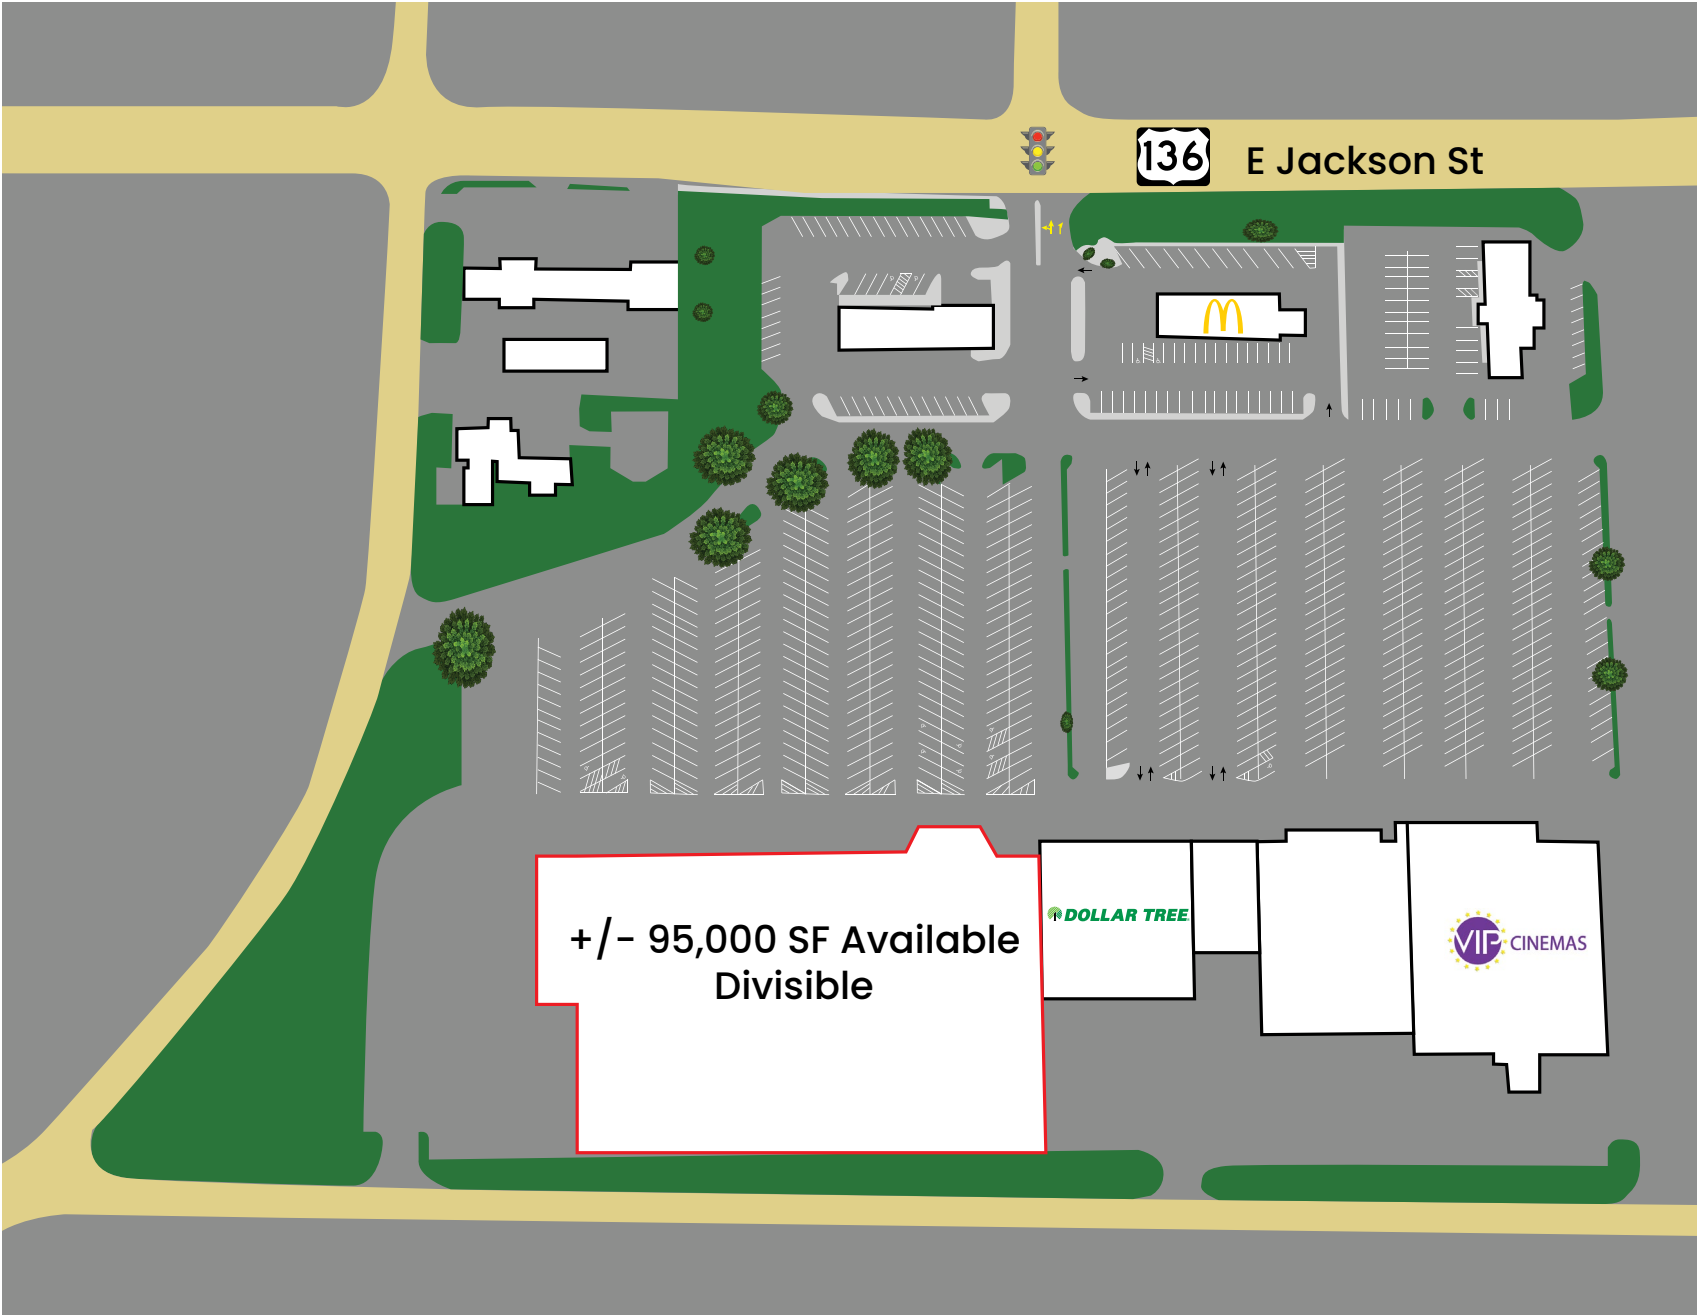 136
E Jackson St
M
+/- 95,000 SF Available
Divisible
DOLLAR TREE
VIP CINEMAS